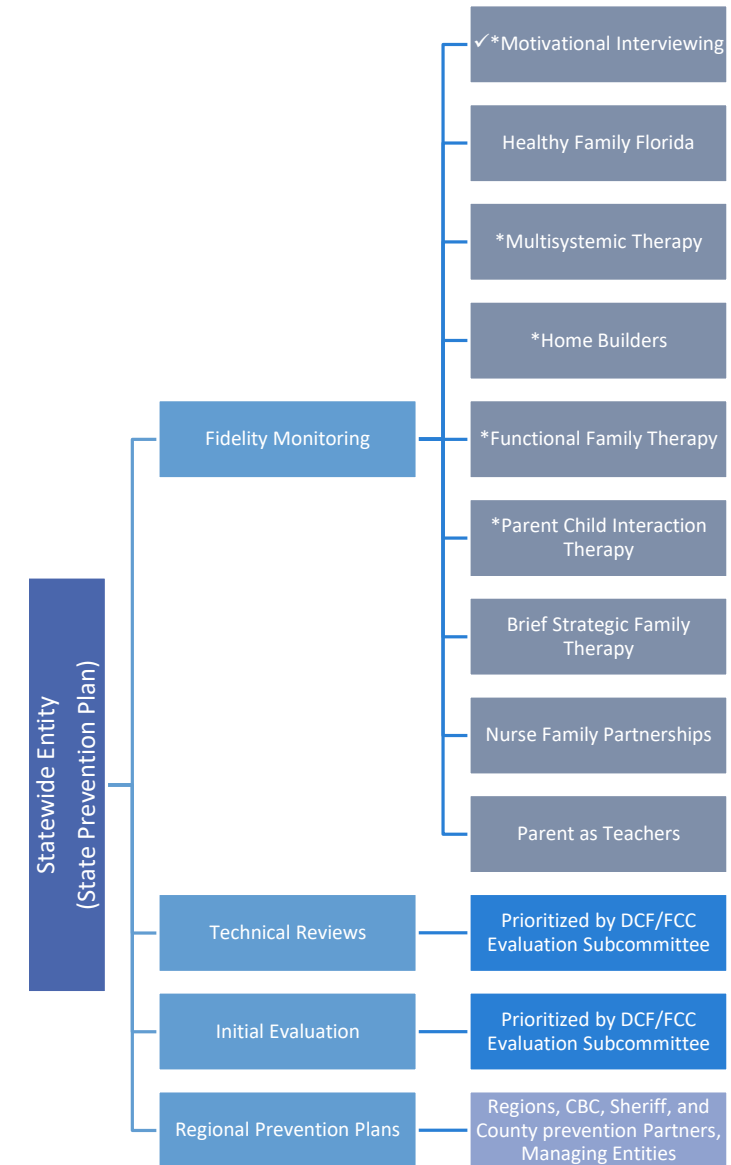 Statewide Entity
(State Prevention Plan)
Fidelity Monitoring
✓*Motivational Interviewing
Healthy Family Florida
*Multisystemic Therapy
*Home Builders
*Functional Family Therapy
*Parent Child Interaction
Therapy
Brief Strategic Family
Therapy
Nurse Family Partnerships
Parent as Teachers
Technical Reviews
Prioritized by DCF/FCC
Evaluation Subcommittee
Initial Evaluation
Prioritized by DCF/FCC
Evaluation Subcommittee
Regional Prevention Plans
Regions, CBC, Sheriff, and
County prevention Partners,
Managing Entities